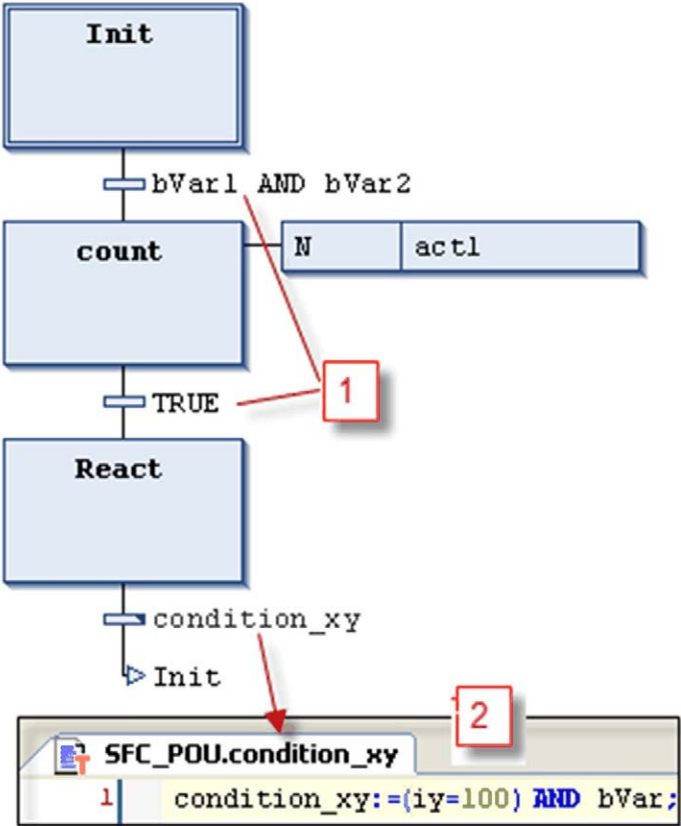 Init
bVar1 AND bVar2
count
N act1
1
TRUE
React
condition_xy
Init
2
SFC_POU.condition_xy
1 condition_xy:=(iy=100) AND bVar;